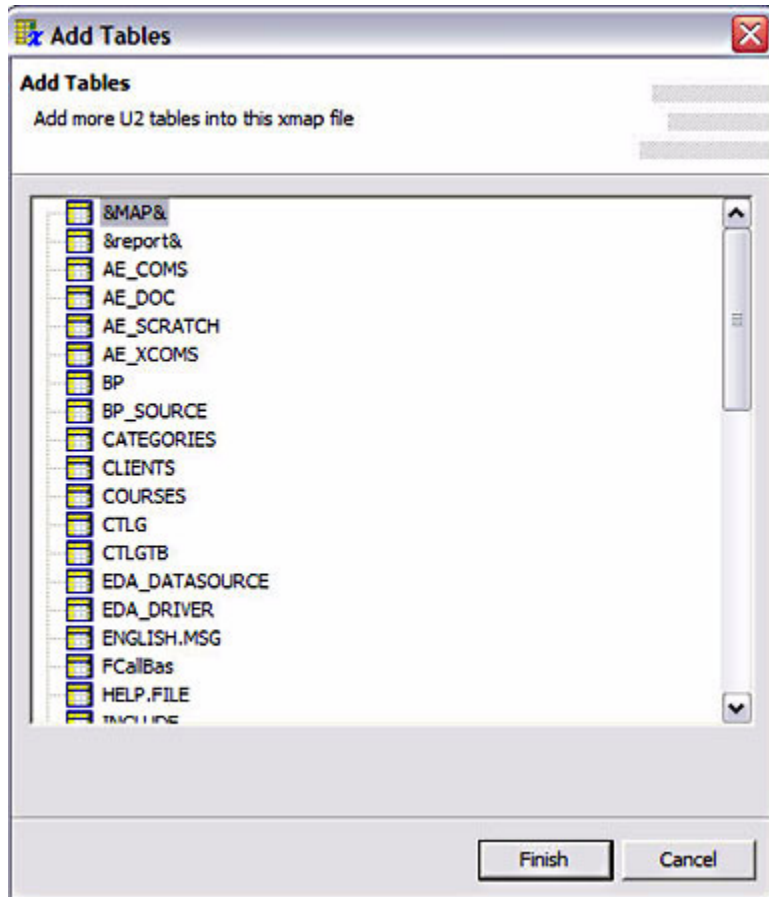 Add Tables
Add Tables
Add more U2 tables into this xmap file
&MAP&
&report&
AE_COMS
AE_DOC
AE_SCRATCH
AE_XCOMS
BP
BP_SOURCE
CATEGORIES
CLIENTS
COURSES
CTLG
CTLGTB
EDA_DATASOURCE
EDA_DRIVER
ENGLISH.MSG
FCallBas
HELP.FILE
INCLUDE
Finish
Cancel